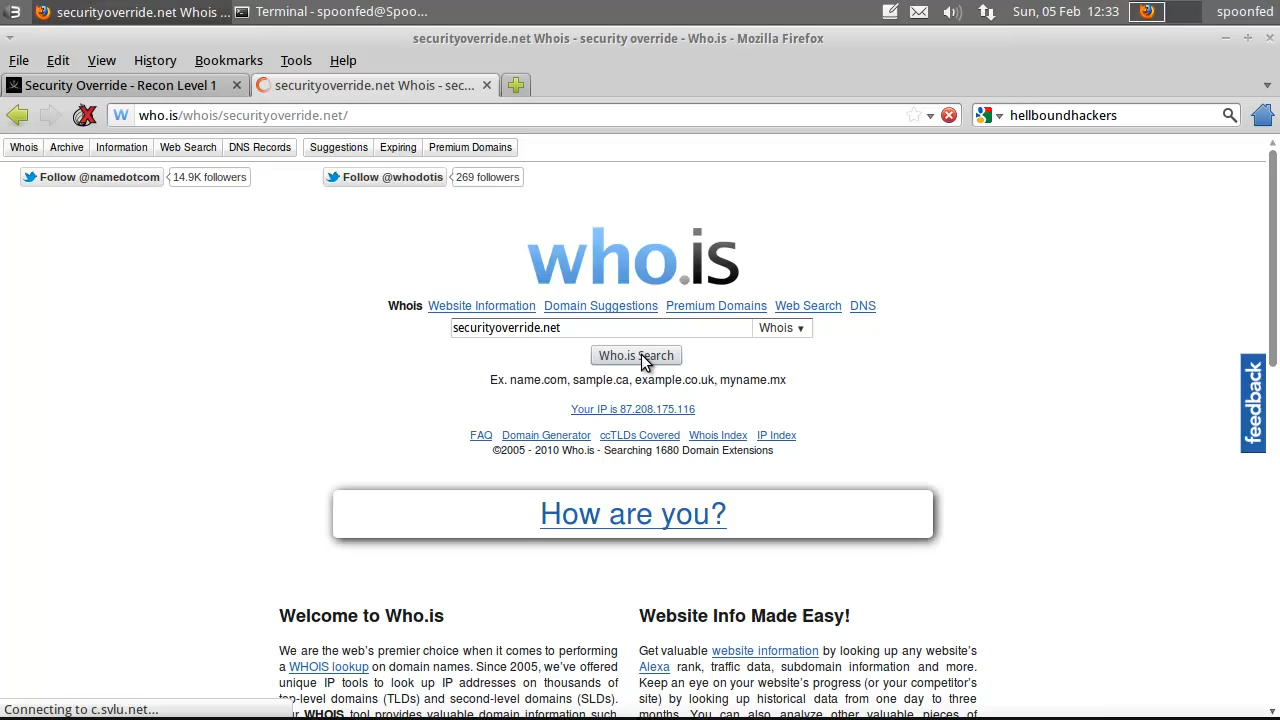 securityoverride.net Whois ...
Terminal - spoonfed@Spoo...
Sun, 05 Feb 12:33
spoonfed
securityoverride.net Whois - security override - Who.is - Mozilla Firefox
File Edit View History Bookmarks Tools Help
Security Override - Recon Level 1
securityoverride.net Whois - sec...
who.is/whois/securityoverride.net/
hellboundhackers
Whois Archive Information Web Search DNS Records Suggestions Expiring Premium Domains
Follow @namedotcom 14.9K followers Follow @whodotis 269 followers
who.is
Whois Website Information Domain Suggestions Premium Domains Web Search DNS
securityoverride.net Whois ▼
Who.is Search
Ex. name.com, sample.ca, example.co.uk, myname.mx
Your IP is 87.208.175.116
feedback
FAQ Domain Generator ccTLDs Covered Whois Index IP Index
©2005 - 2010 Who.is - Searching 1680 Domain Extensions
How are you?
Welcome to Who.is
We are the web's premier choice when it comes to performing
a WHOIS lookup on domain names. Since 2005, we've offered
unique IP tools to look up IP addresses on thousands of
top-level domains (TLDs) and second-level domains (SLDs).
WHOIS tool provides valuable domain information such
Website Info Made Easy!
Get valuable website information by looking up any website's
Alexa rank, traffic data, subdomain information and more.
Keep an eye on your website's progress (or your competitor's
site) by looking up historical data from one day to three
months. You can also analyze other valuable pieces of
Connecting to c.svlu.net...